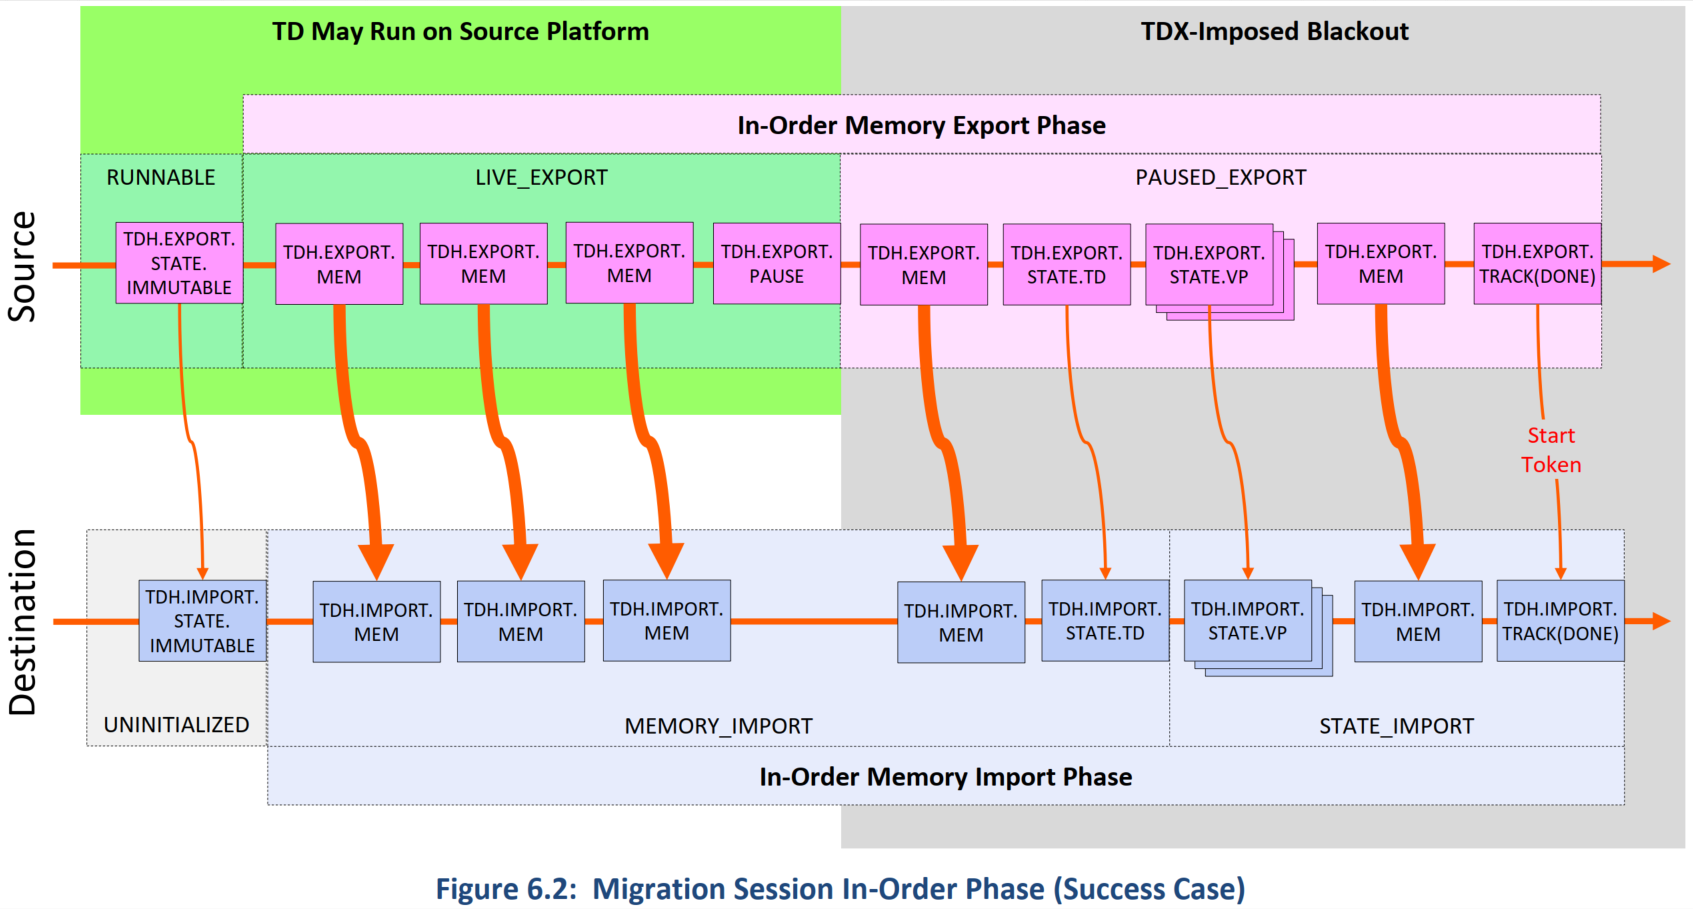 TD May Run on Source Platform
TDX-Imposed Blackout
In-Order Memory Export Phase
RUNNABLE
LIVE_EXPORT
PAUSED_EXPORT
Source
TDH.EXPORT.
STATE.
IMMUTABLE
TDH.EXPORT.
MEM
TDH.EXPORT.
MEM
TDH.EXPORT.
MEM
TDH.EXPORT.
PAUSE
TDH.EXPORT.
MEM
TDH.EXPORT.
STATE.TD
TDH.EXPORT.
STATE.VP
TDH.EXPORT.
MEM
TDH.EXPORT.
TRACK(DONE)
Start
Token
Destination
TDH.IMPORT.
STATE.
IMMUTABLE
TDH.IMPORT.
MEM
TDH.IMPORT.
MEM
TDH.IMPORT.
MEM
TDH.IMPORT.
MEM
TDH.IMPORT.
STATE.TD
TDH.IMPORT.
STATE.VP
TDH.IMPORT.
MEM
TDH.IMPORT.
TRACK(DONE)
UNINITIALIZED
MEMORY_IMPORT
STATE_IMPORT
In-Order Memory Import Phase
Figure 6.2: Migration Session In-Order Phase (Success Case)